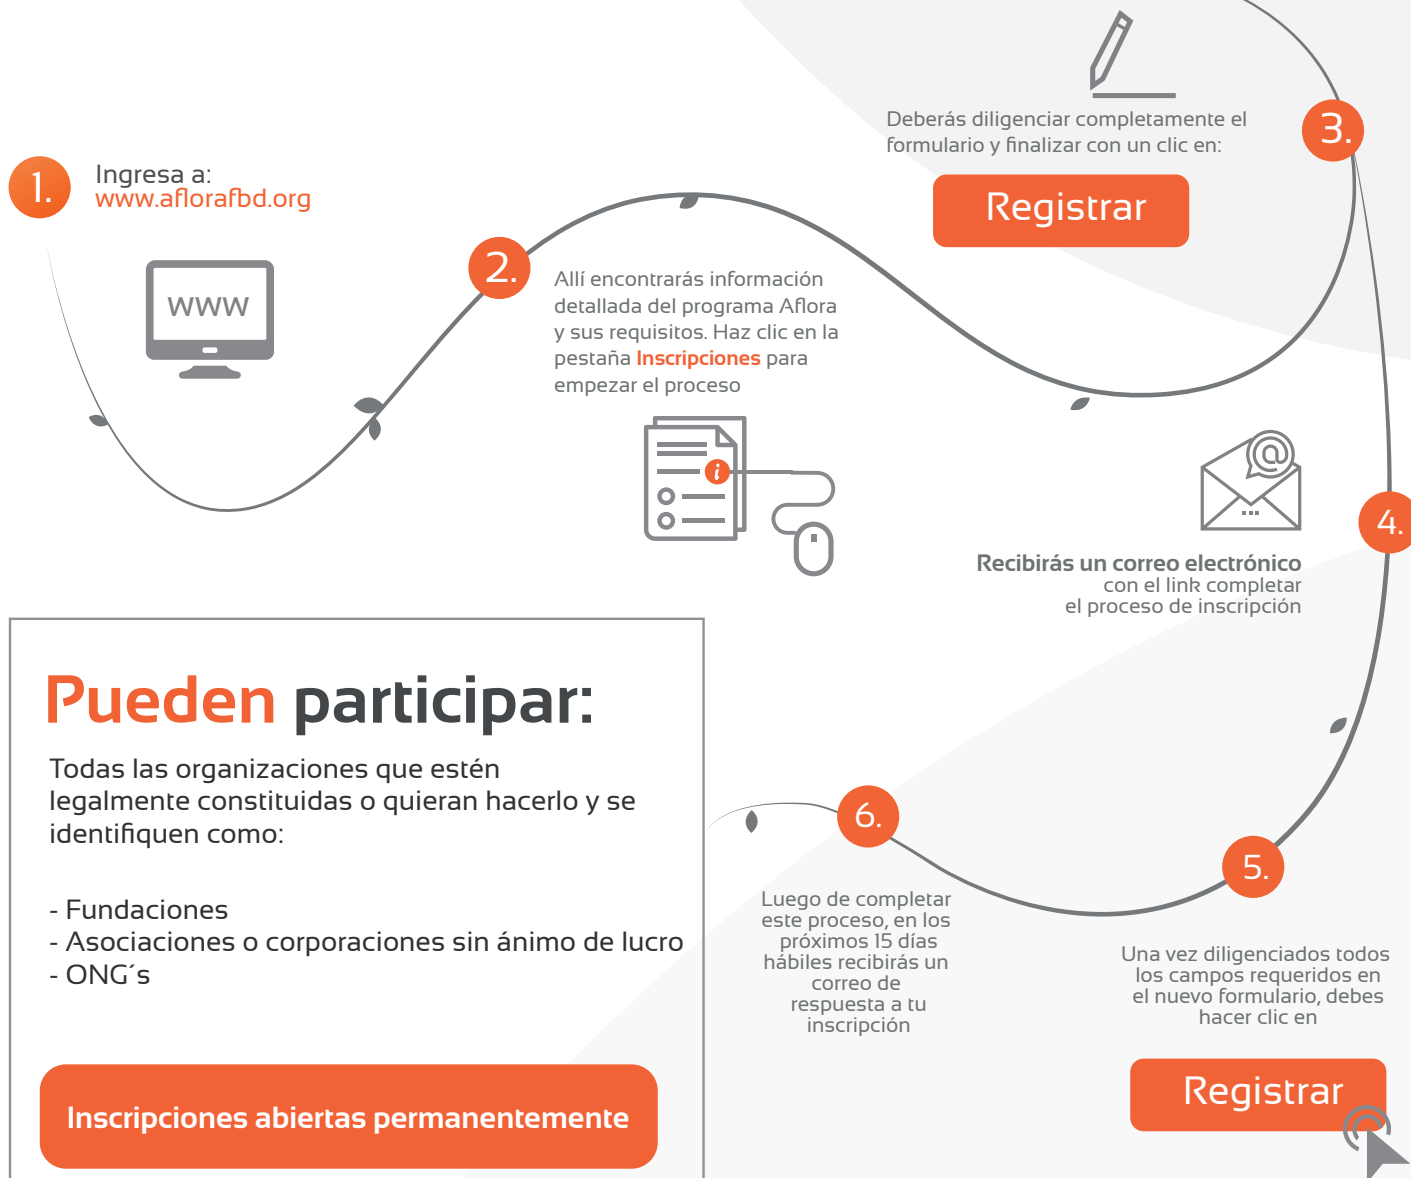 1.
Ingresa a:
www.aflorafbd.org
www
2.
Allí encontrarás información
detallada del programa Aflora
y sus requisitos. Haz clic en la
pestaña Inscripciones para
empezar el proceso
i
3.
Deberás diligenciar completamente el
formulario y finalizar con un clic en:
Registrar
4.
@
Recibirás un correo electrónico
con el link completar
el proceso de inscripción
5.
Una vez diligenciados todos
los campos requeridos en
el nuevo formulario, debes
hacer clic en
Registrar
6.
Luego de completar
este proceso, en los
próximos 15 días
hábiles recibirás un
correo de
respuesta a tu
inscripción
Pueden participar:
Todas las organizaciones que estén
legalmente constituidas o quieran hacerlo y se
identifiquen como:
- Fundaciones
- Asociaciones o corporaciones sin ánimo de lucro
- ONG´s
Inscripciones abiertas permanentemente